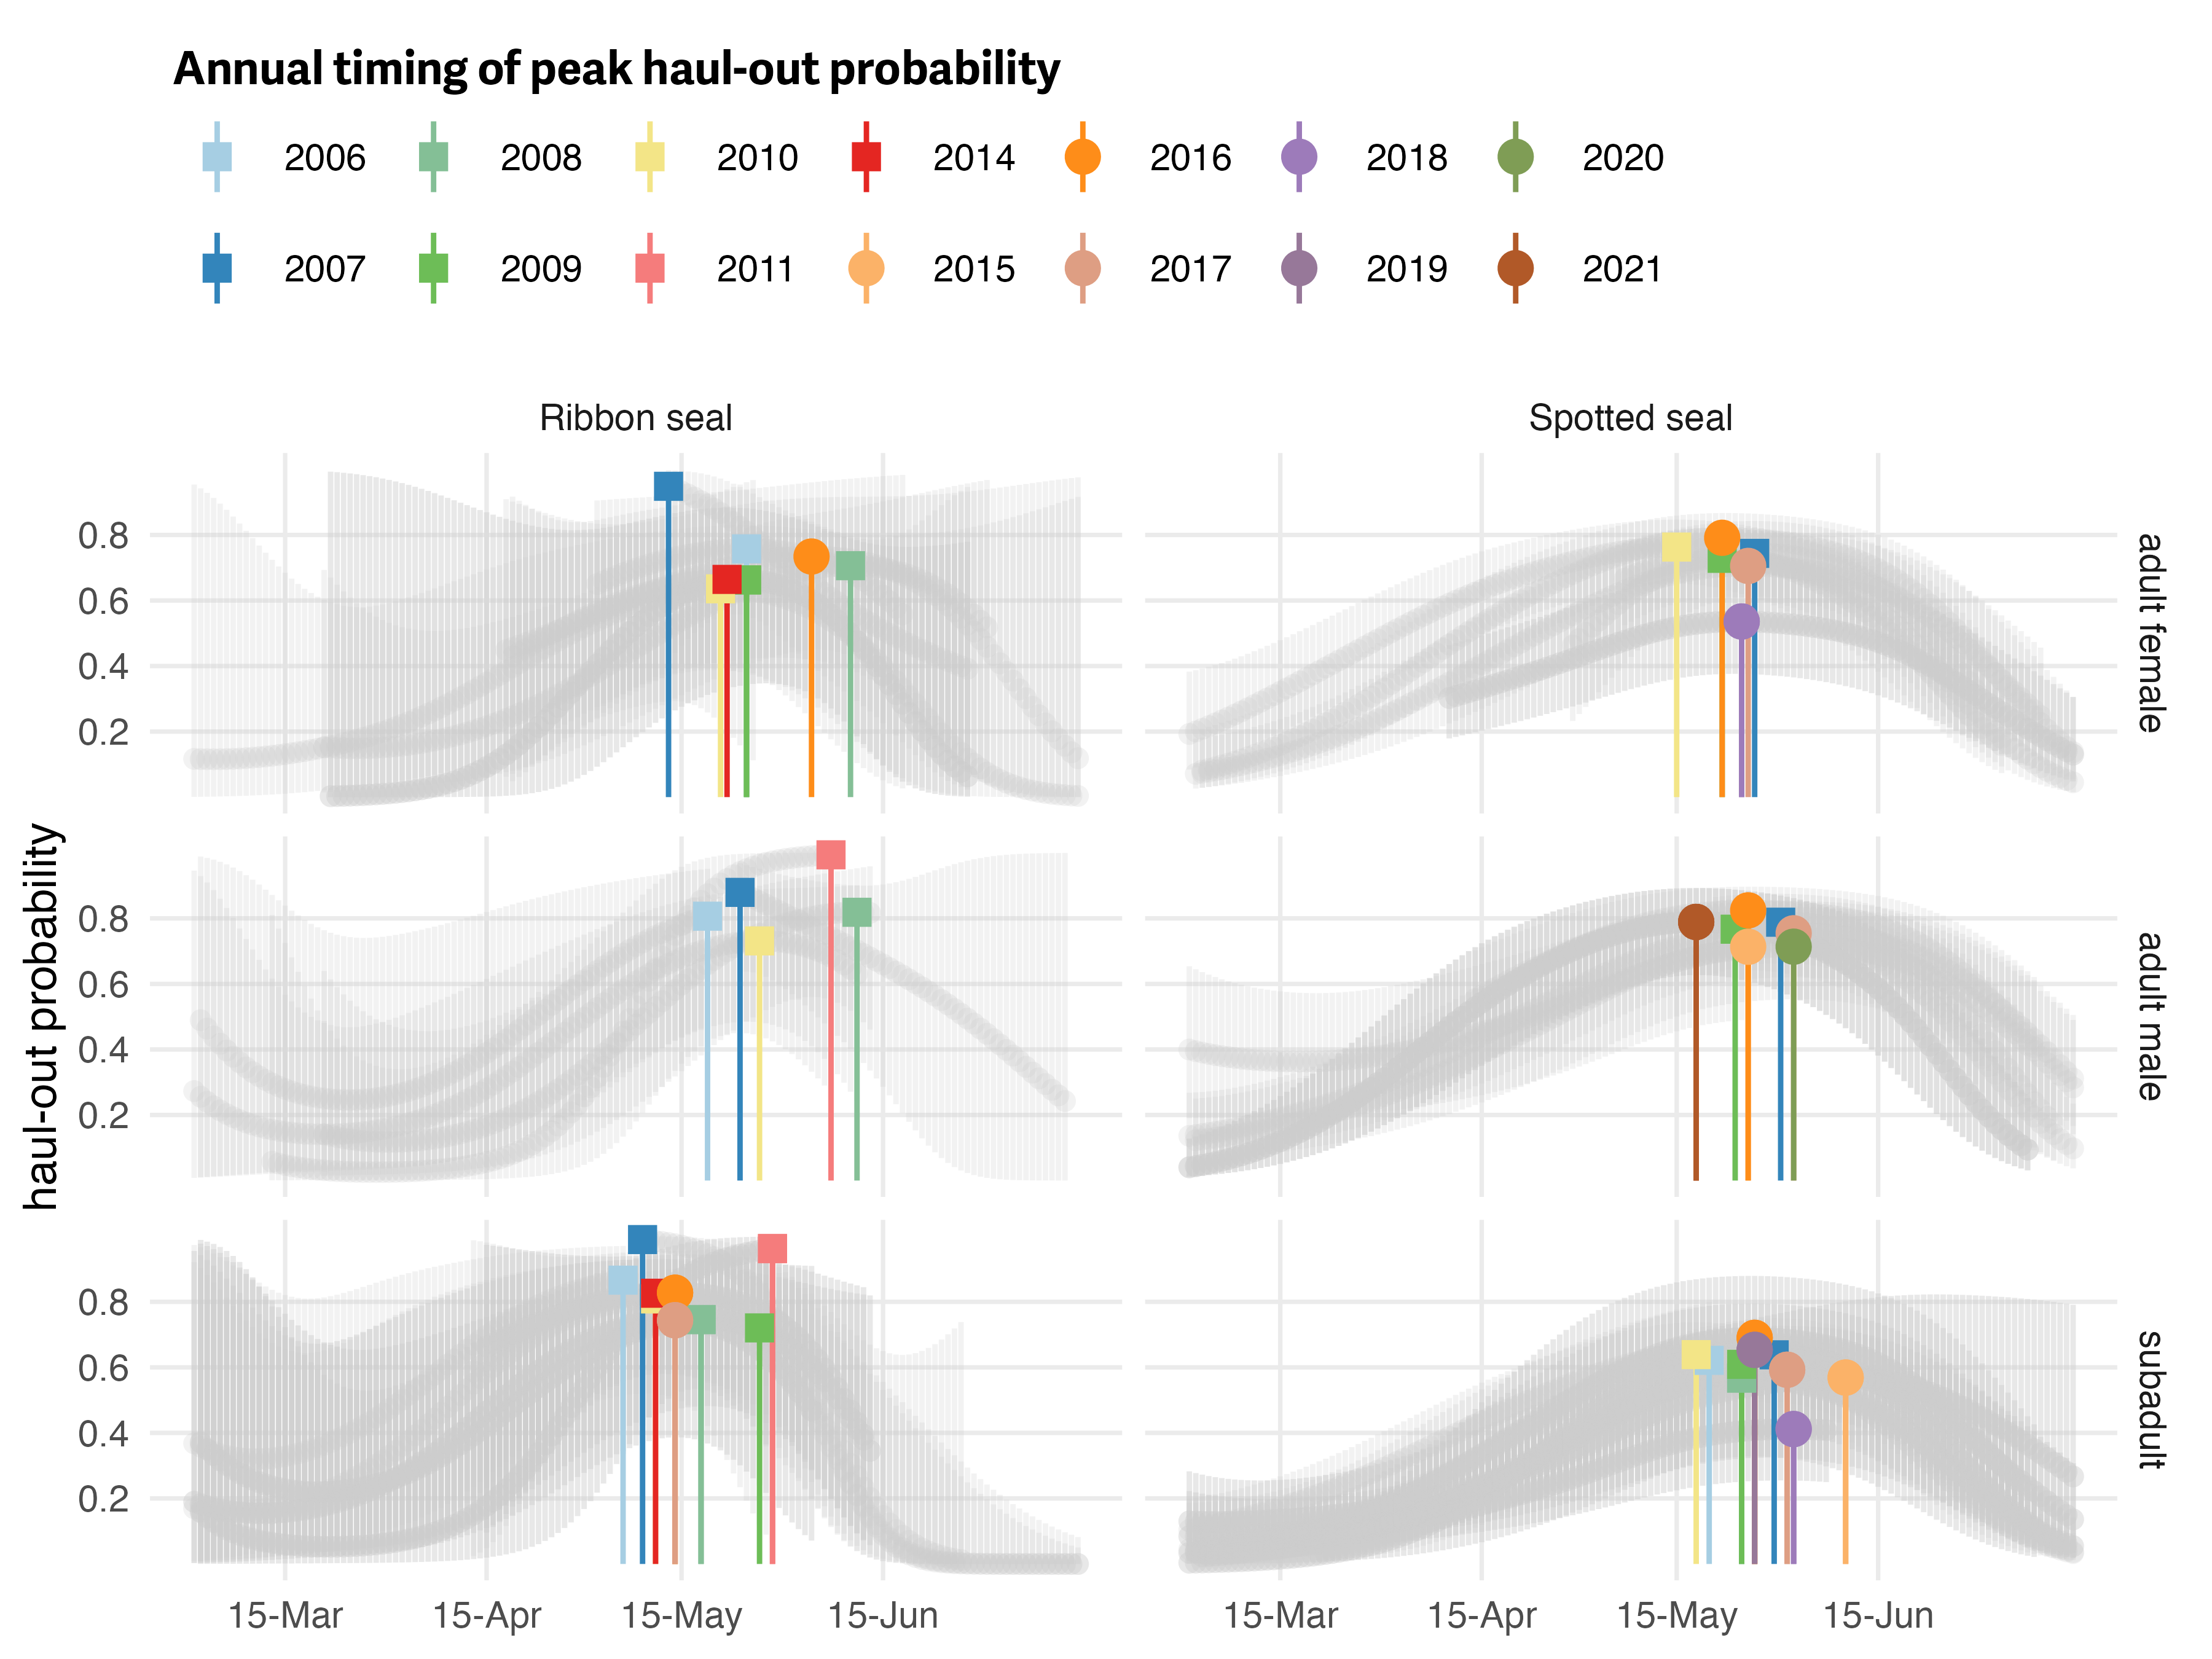 Annual timing of peak haul-out probability
2006 2008 2010 2014 2016 2018 2020
2007 2009 2011 2015 2017 2019 2021
Ribbon seal Spotted seal
haul-out probability
0.8
0.6
0.4
0.2
adult female
0.8
0.6
0.4
0.2
adult male
0.8
0.6
0.4
0.2
subadult
15-Mar 15-Apr 15-May 15-Jun 15-Mar 15-Apr 15-May 15-Jun